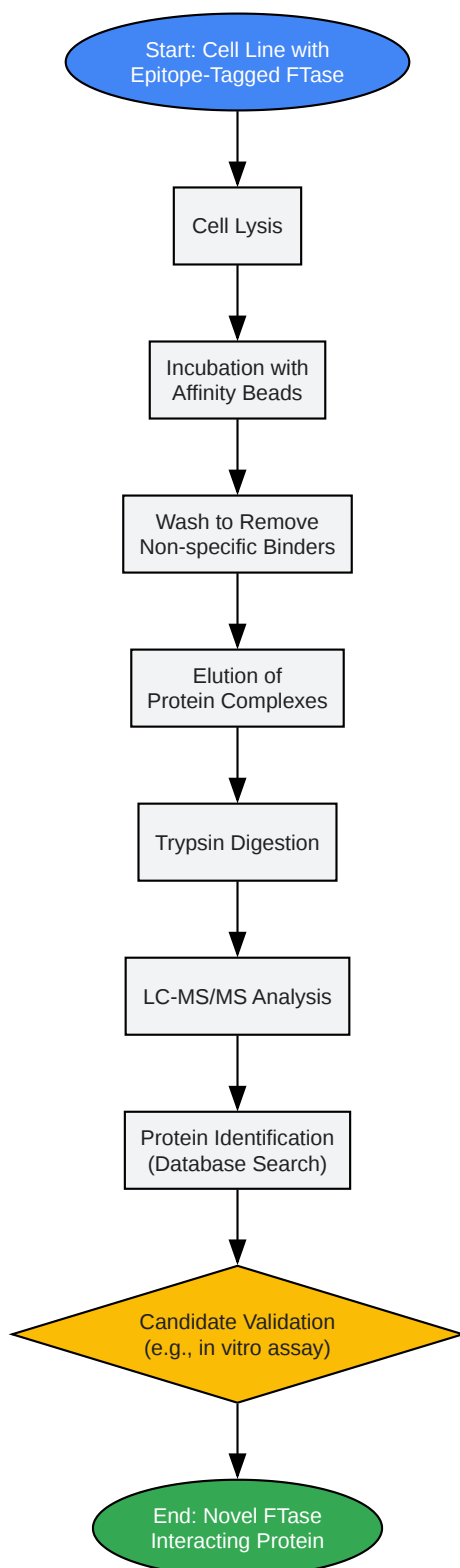 Start: Cell Line with
Epitope-Tagged FTase
Cell Lysis
Incubation with
Affinity Beads
Wash to Remove
Non-specific Binders
Elution of
Protein Complexes
Trypsin Digestion
LC-MS/MS Analysis
Protein Identification
(Database Search)
Candidate Validation
(e.g., in vitro assay)
End: Novel FTase
Interacting Protein